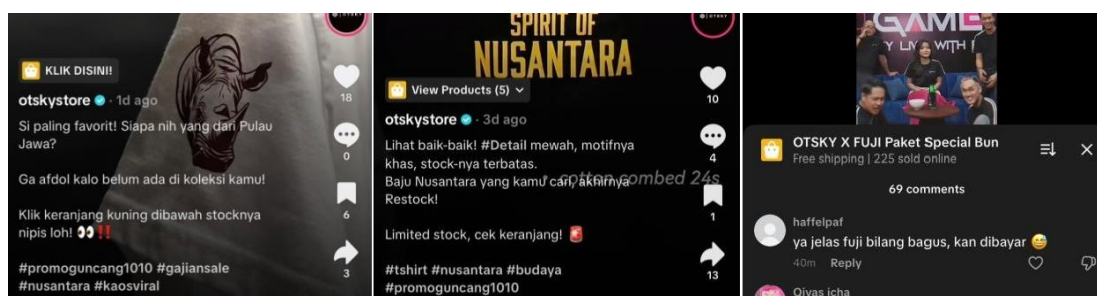 KLIK DISINI!
otskystore · 1d ago
Si paling favorit! Siapa nih yang dari Pulau
Jawa?
Ga afdol kalo belum ada di koleksi kamu!
Klik keranjang kuning dibawah stocknya
nipis loh! 👀‼️
#promoguncang1010 #gajiansale
#nusantara #kaosviral
18
0
6
3
SPIRIT OF
NUSANTARA
View Products (5)
otskystore · 3d ago
Lihat baik-baik! #Detail mewah, motifnya
khas, stock-nya terbatas.
Baju Nusantara yang kamu cari, akhirnya
Restock!
cotton combed 24s
Limited stock, cek keranjang! 🚨
#tshirt #nusantara #budaya
#promoguncang1010
10
4
1
13
GAME
Y LIV WITH
OTSKY X FUJI Paket Special Bun
Free shipping | 225 sold online
69 comments
haffelpaf
ya jelas fuji bilang bagus, kan dibayar 😅
40m Reply
Qiyas icha